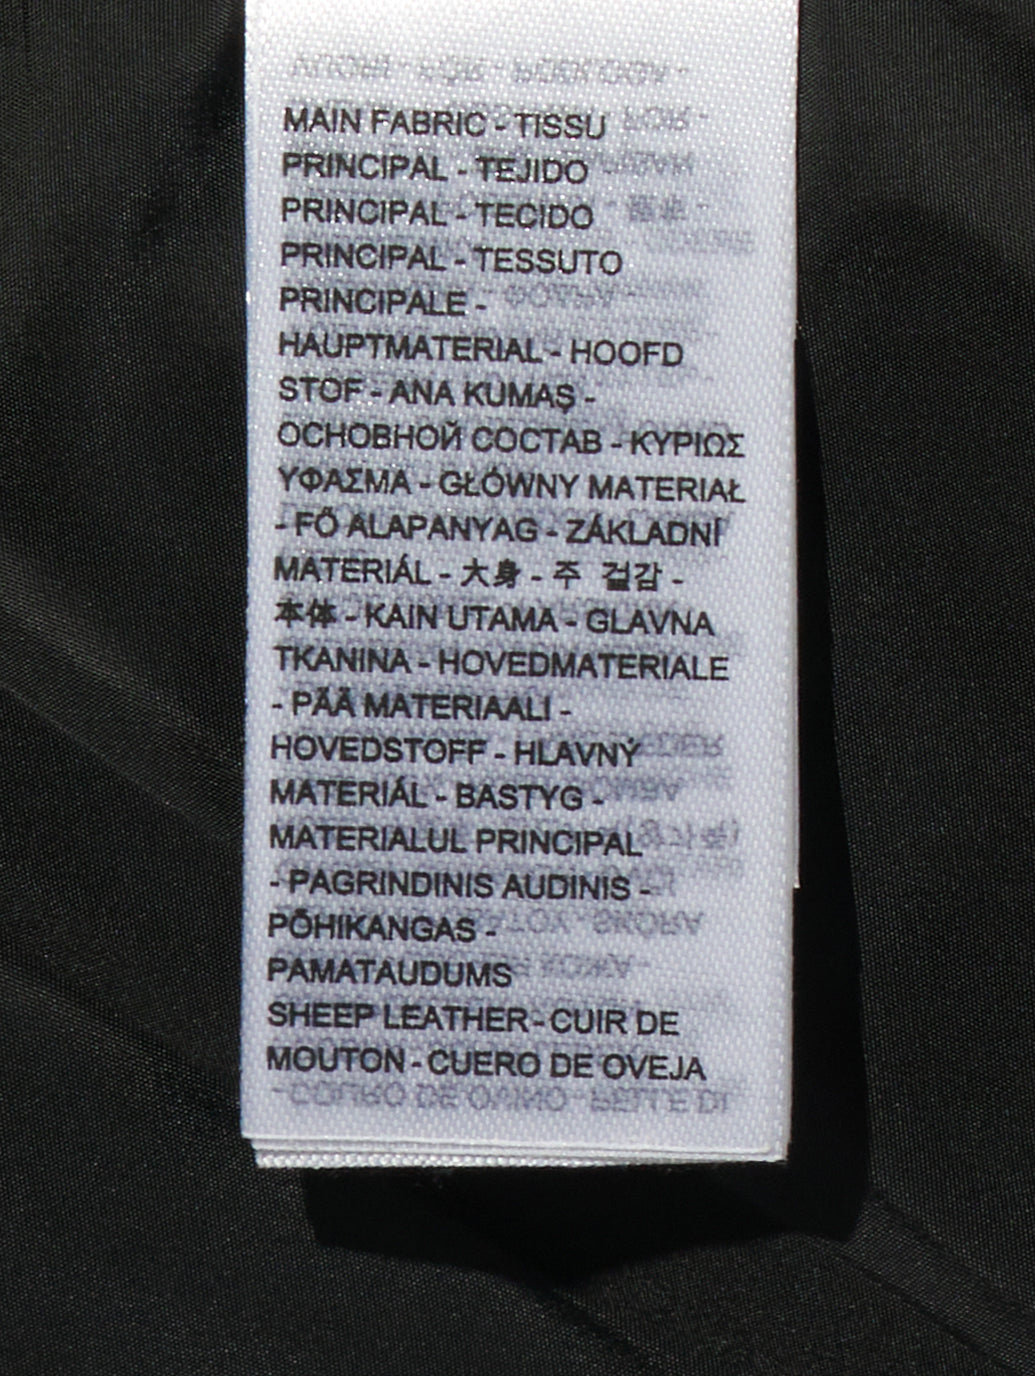 MAIN FABRIC - TISSU
PRINCIPAL - TEJIDO
PRINCIPAL - TECIDO
PRINCIPAL - TESSUTO
PRINCIPALE -
HAUPTMATERIAL - HOOFD
STOF - ANA KUMAŞ -
ОСНОВНОЙ СОСТАВ - ΚΥΡΙΩΣ
ΥΦΑΣΜΑ - GŁÓWNY MATERIAŁ
- FŐ ALAPANYAG - ZÁKLADNÍ
MATERIÁL - 大身 - 주 겉감 -
本体 - KAIN UTAMA - GLAVNA
TKANINA - HOVEDMATERIALE
- PÄÄ MATERIAALI -
HOVEDSTOFF - HLAVNÝ
MATERIÁL - BASTYG -
MATERIALUL PRINCIPAL
- PAGRINDINIS AUDINIS -
PÕHIKANGAS -
PAMATAUDUMS
SHEEP LEATHER - CUIR DE
MOUTON - CUERO DE OVEJA